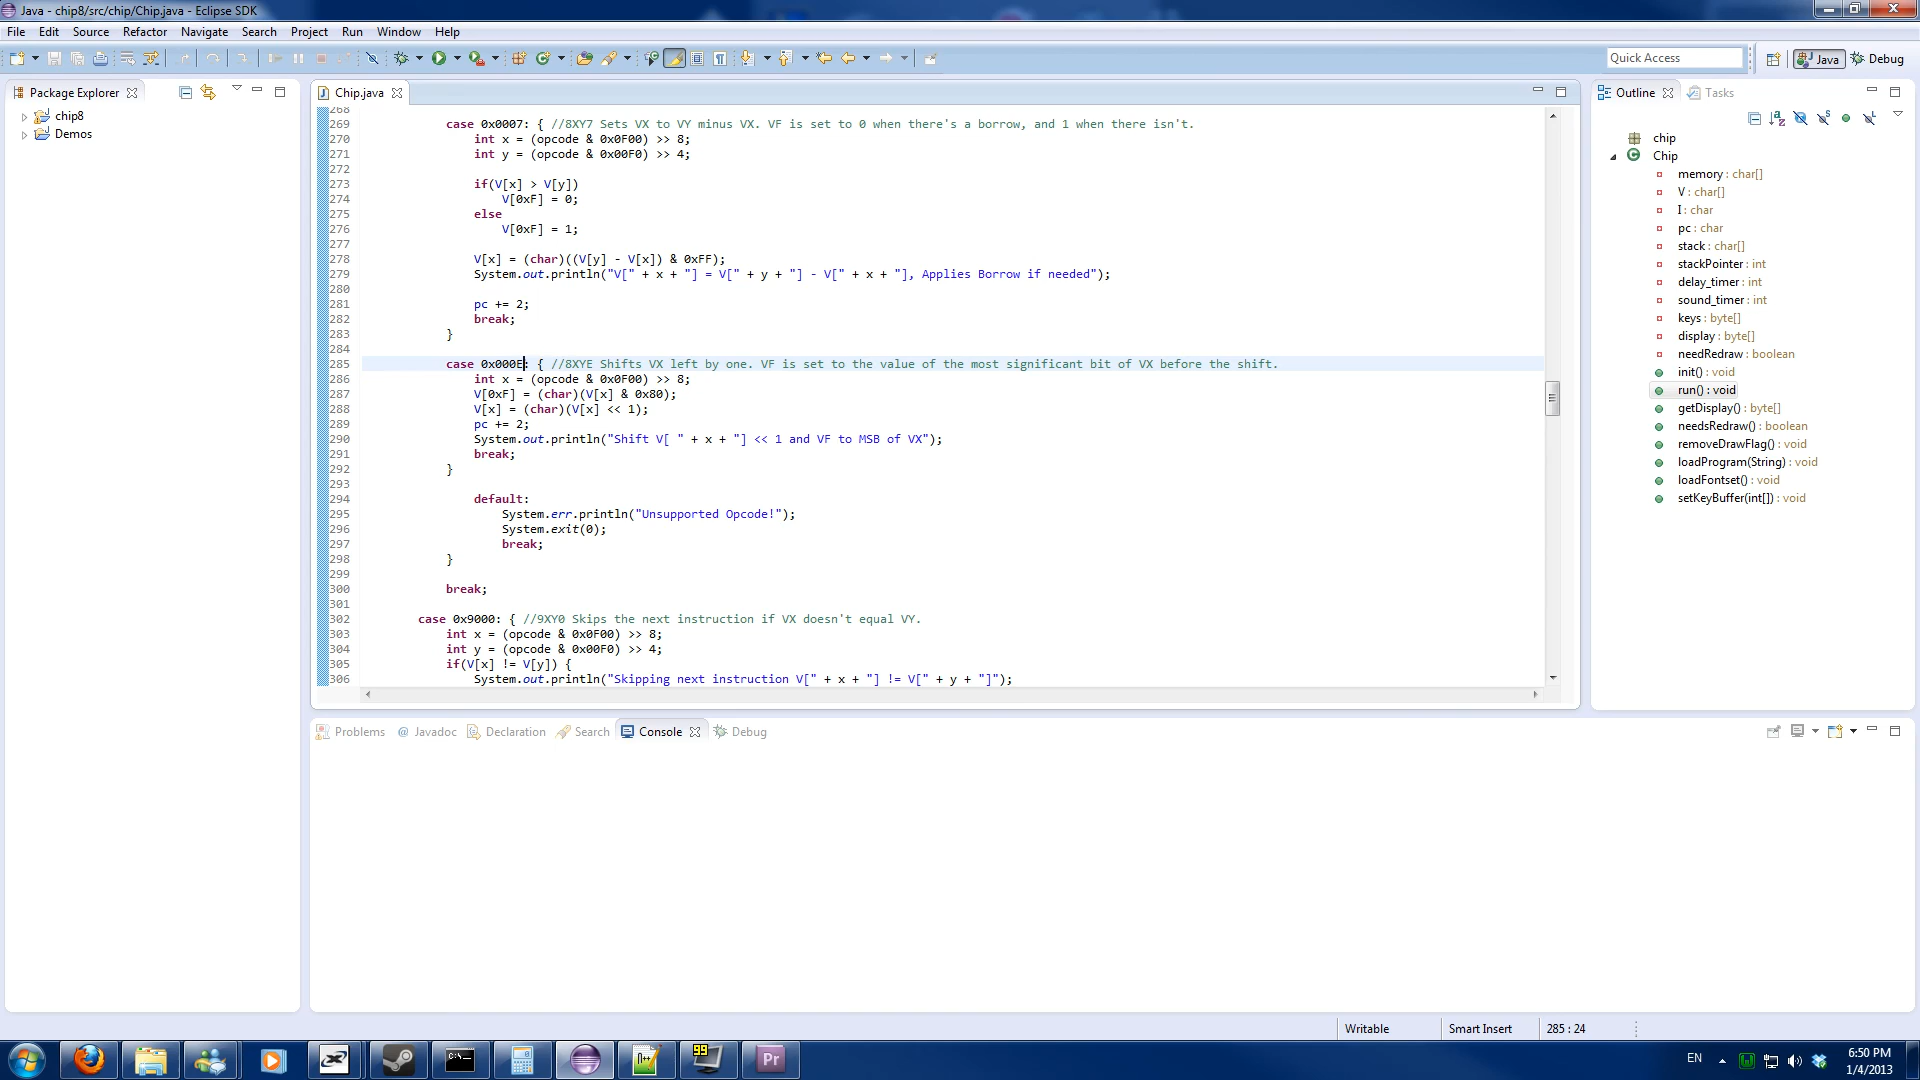 Java - chip8/src/chip/Chip.java - Eclipse SDK
File Edit Source Refactor Navigate Search Project Run Window Help
Quick Access
Java
Debug
Package Explorer
chip8
Demos
Chip.java
268
269 case 0x0007: { //8XY7 Sets VX to VY minus VX. VF is set to 0 when there's a borrow, and 1 when there isn't.
270 int x = (opcode & 0x0F00) >> 8;
271 int y = (opcode & 0x00F0) >> 4;
272
273 if(V[x] > V[y])
274 V[0xF] = 0;
275 else
276 V[0xF] = 1;
277
278 V[x] = (char)((V[y] - V[x]) & 0xFF);
279 System.out.println("V[" + x + "] = V[" + y + "] - V[" + x + "], Applies Borrow if needed");
280
281 pc += 2;
282 break;
283 }
284
285 case 0x000E: { //8XYE Shifts VX left by one. VF is set to the value of the most significant bit of VX before the shift.
286 int x = (opcode & 0x0F00) >> 8;
287 V[0xF] = (char)(V[x] & 0x80);
288 V[x] = (char)(V[x] << 1);
289 pc += 2;
290 System.out.println("Shift V[ " + x + "] << 1 and VF to MSB of VX");
291 break;
292 }
293
294 default:
295 System.err.println("Unsupported Opcode!");
296 System.exit(0);
297 break;
298 }
299
300 break;
301
302 case 0x9000: { //9XY0 Skips the next instruction if VX doesn't equal VY.
303 int x = (opcode & 0x0F00) >> 8;
304 int y = (opcode & 0x00F0) >> 4;
305 if(V[x] != V[y]) {
306 System.out.println("Skipping next instruction V[" + x + "] != V[" + y + "]");
Outline Tasks
chip
Chip
memory : char[]
V : char[]
I : char
pc : char
stack : char[]
stackPointer : int
delay_timer : int
sound_timer : int
keys : byte[]
display : byte[]
needRedraw : boolean
init() : void
run() : void
getDisplay() : byte[]
needsRedraw() : boolean
removeDrawFlag() : void
loadProgram(String) : void
loadFontset() : void
setKeyBuffer(int[]) : void
Problems @ Javadoc Declaration Search Console Debug
Writable Smart Insert 285 : 24
C:\_
99
Pr
EN
6:50 PM
1/4/2013